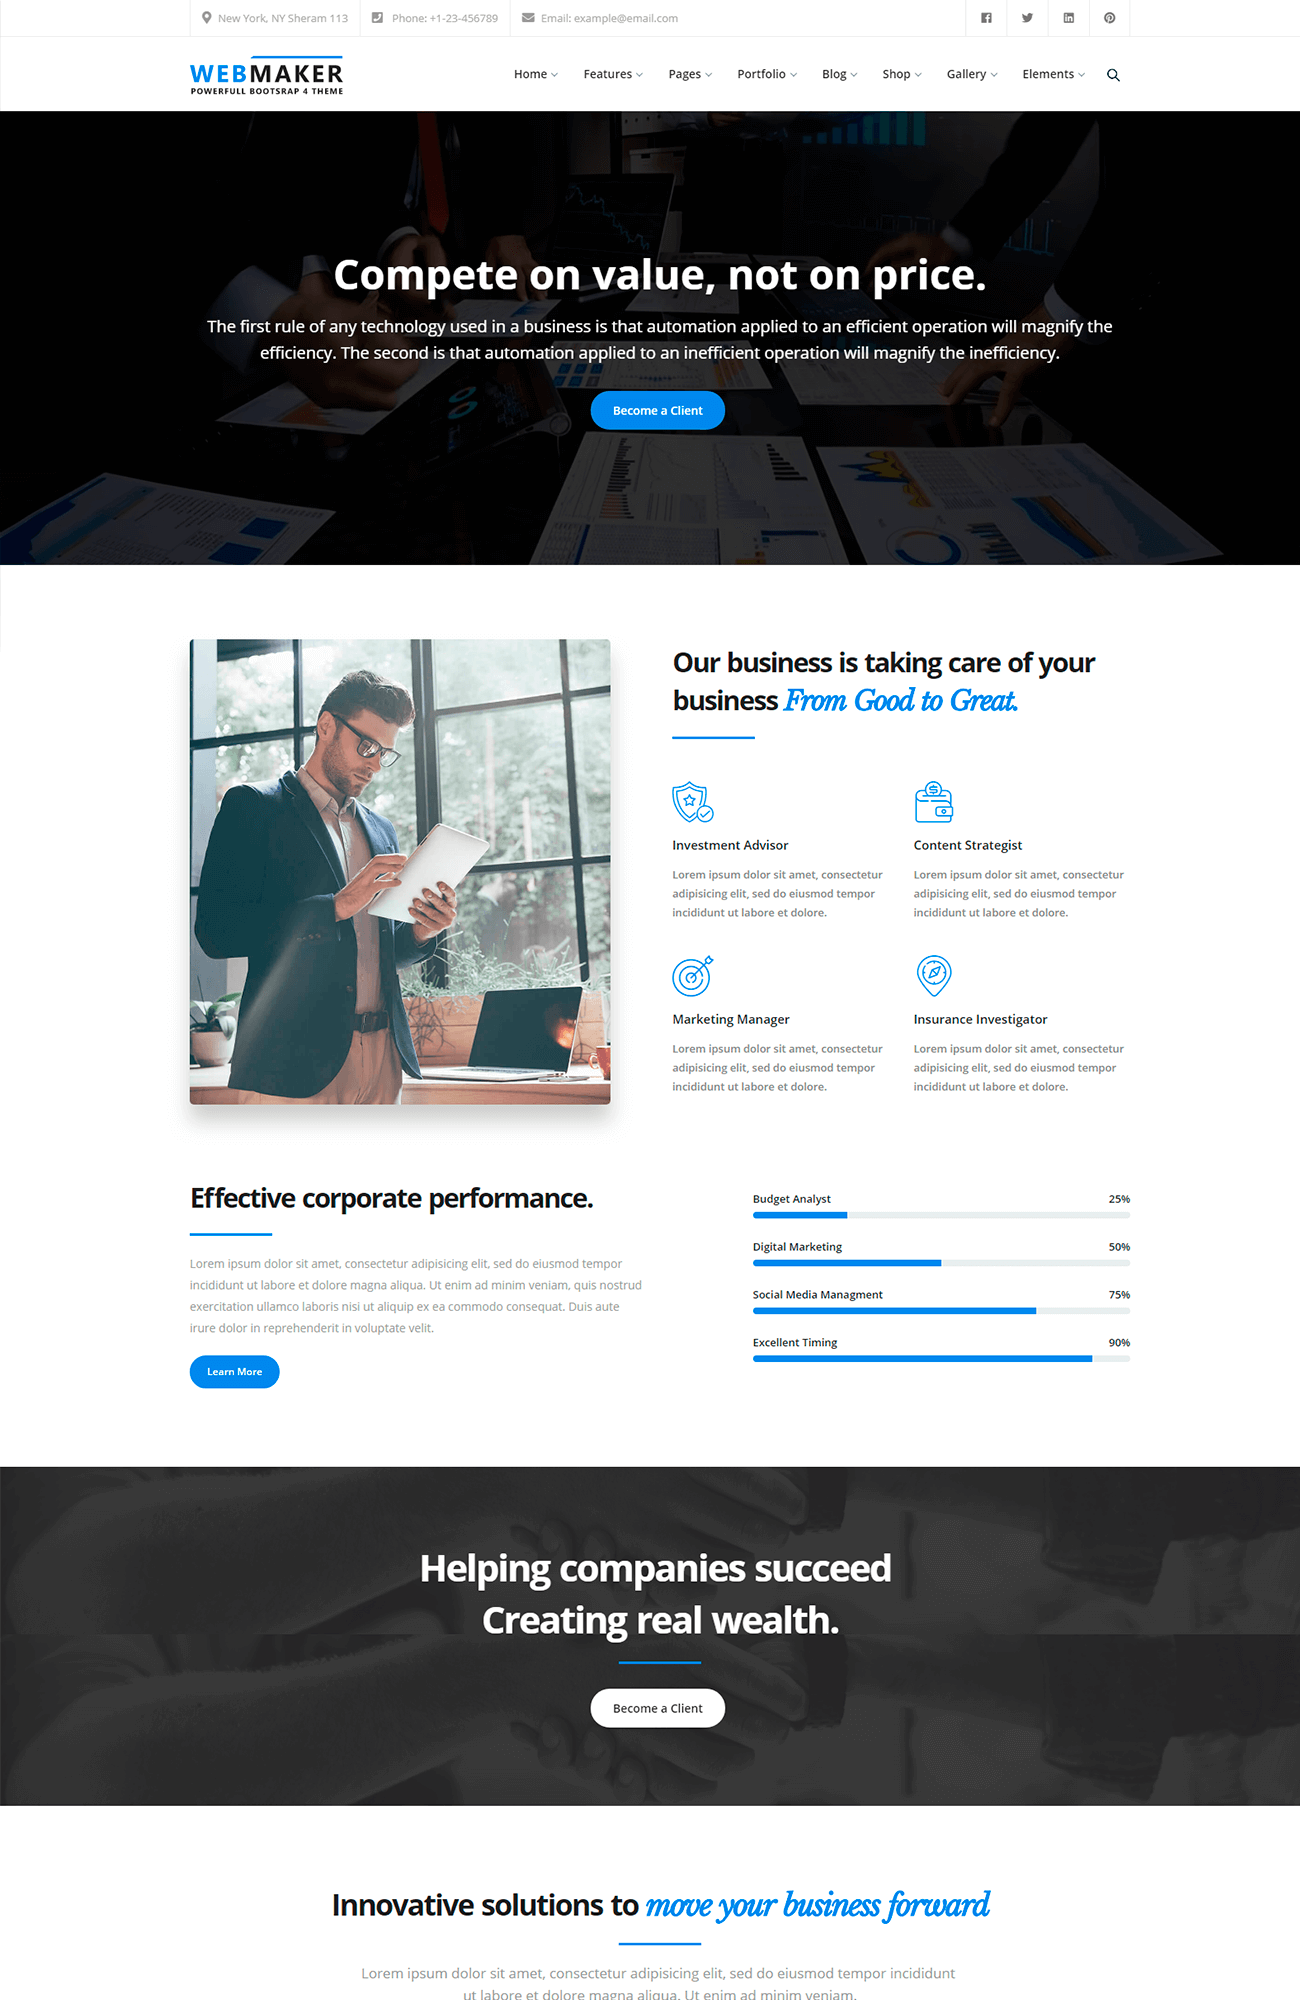 New York, NY Sheram 113 Phone: +1-23-456789 Email: example@email.com
WEBMAKER
POWERFULL BOOTSRAP 4 THEME
Home Features Pages Portfolio Blog Shop Gallery Elements
Compete on value, not on price.
The first rule of any technology used in a business is that automation applied to an efficient operation will magnify the
efficiency. The second is that automation applied to an inefficient operation will magnify the inefficiency.
Become a Client
Our business is taking care of your
business From Good to Great.
Investment Advisor
Lorem ipsum dolor sit amet, consectetur
adipisicing elit, sed do eiusmod tempor
incididunt ut labore et dolore.
Content Strategist
Lorem ipsum dolor sit amet, consectetur
adipisicing elit, sed do eiusmod tempor
incididunt ut labore et dolore.
Marketing Manager
Lorem ipsum dolor sit amet, consectetur
adipisicing elit, sed do eiusmod tempor
incididunt ut labore et dolore.
Insurance Investigator
Lorem ipsum dolor sit amet, consectetur
adipisicing elit, sed do eiusmod tempor
incididunt ut labore et dolore.
Effective corporate performance.
Lorem ipsum dolor sit amet, consectetur adipisicing elit, sed do eiusmod tempor
incididunt ut labore et dolore magna aliqua. Ut enim ad minim veniam, quis nostrud
exercitation ullamco laboris nisi ut aliquip ex ea commodo consequat. Duis aute
irure dolor in reprehenderit in voluptate velit.
Learn More
Budget Analyst 25%
Digital Marketing 50%
Social Media Managment 75%
Excellent Timing 90%
Helping companies succeed
Creating real wealth.
Become a Client
Innovative solutions to move your business forward
Lorem ipsum dolor sit amet, consectetur adipisicing elit, sed do eiusmod tempor incididunt
ut labore et dolore magna aliqua. Ut enim ad minim veniam.